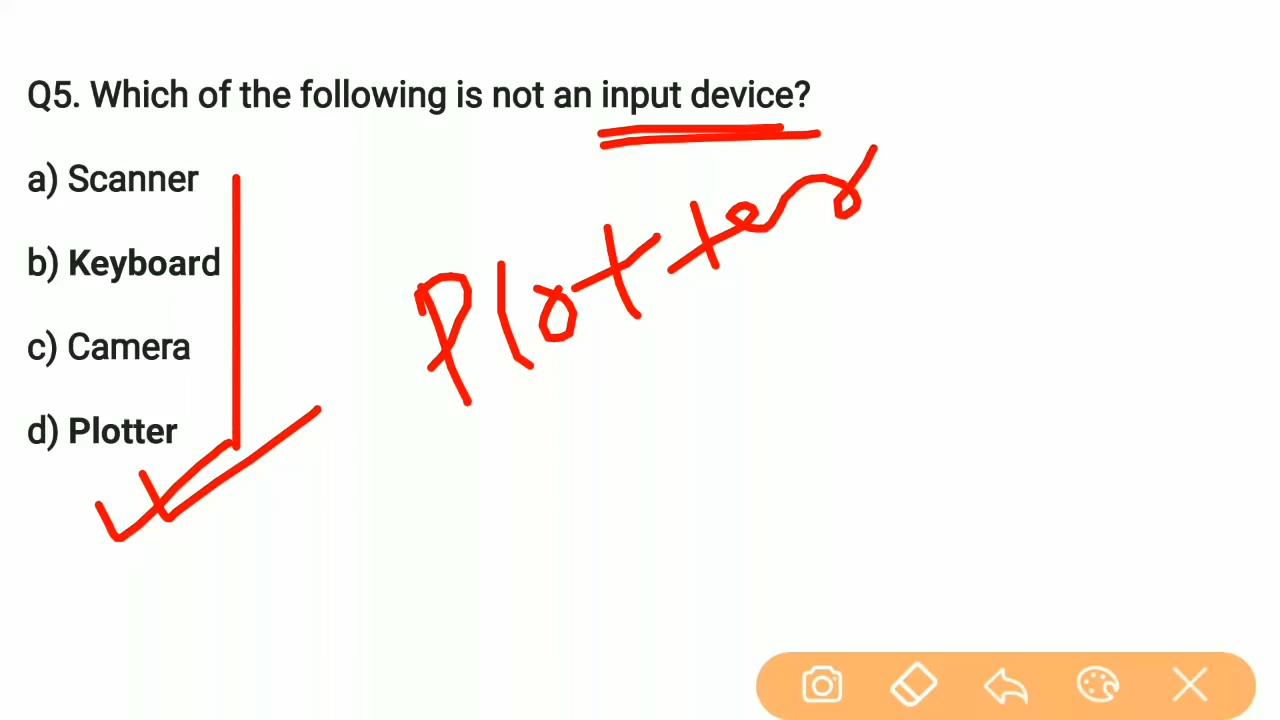 Q5. Which of the following is not an input device?
a) Scanner
b) Keyboard
c) Camera
d) Plotter
Plotter